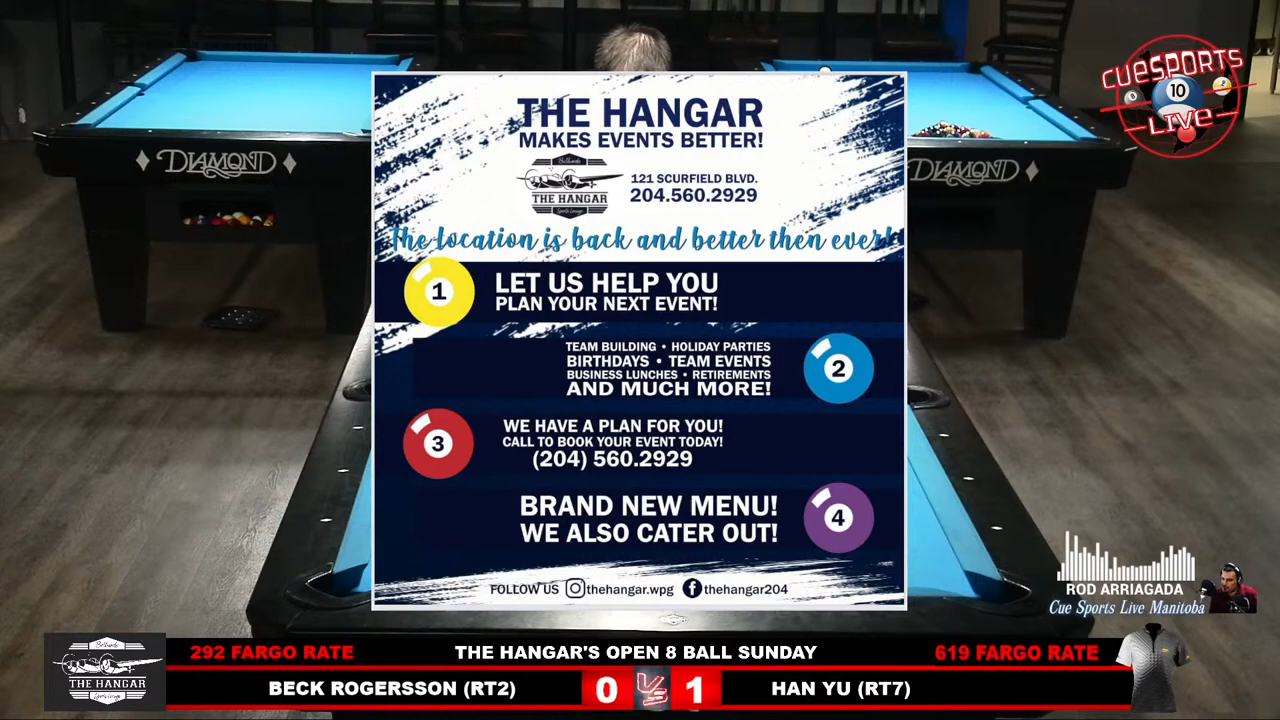 CUESPORTS
10
LIVE
DIAMOND
DIAMOND
THE HANGAR
MAKES EVENTS BETTER!
Billiards
THE HANGAR
Sports Lounge
121 SCURFIELD BLVD.
204.560.2929
The location is back and better then ever!
1
LET US HELP YOU
PLAN YOUR NEXT EVENT!
TEAM BUILDING • HOLIDAY PARTIES
BIRTHDAYS • TEAM EVENTS
BUSINESS LUNCHES • RETIREMENTS
AND MUCH MORE!
2
3
WE HAVE A PLAN FOR YOU!
CALL TO BOOK YOUR EVENT TODAY!
(204) 560.2929
BRAND NEW MENU!
WE ALSO CATER OUT!
4
FOLLOW US thehangar.wpg thehangar204
ROD ARRIAGADA
Cue Sports Live Manitoba
Billiards
THE HANGAR
292 FARGO RATE
THE HANGAR'S OPEN 8 BALL SUNDAY
619 FARGO RATE
BECK ROGERSSON (RT2)
0
VS
1
HAN YU (RT7)